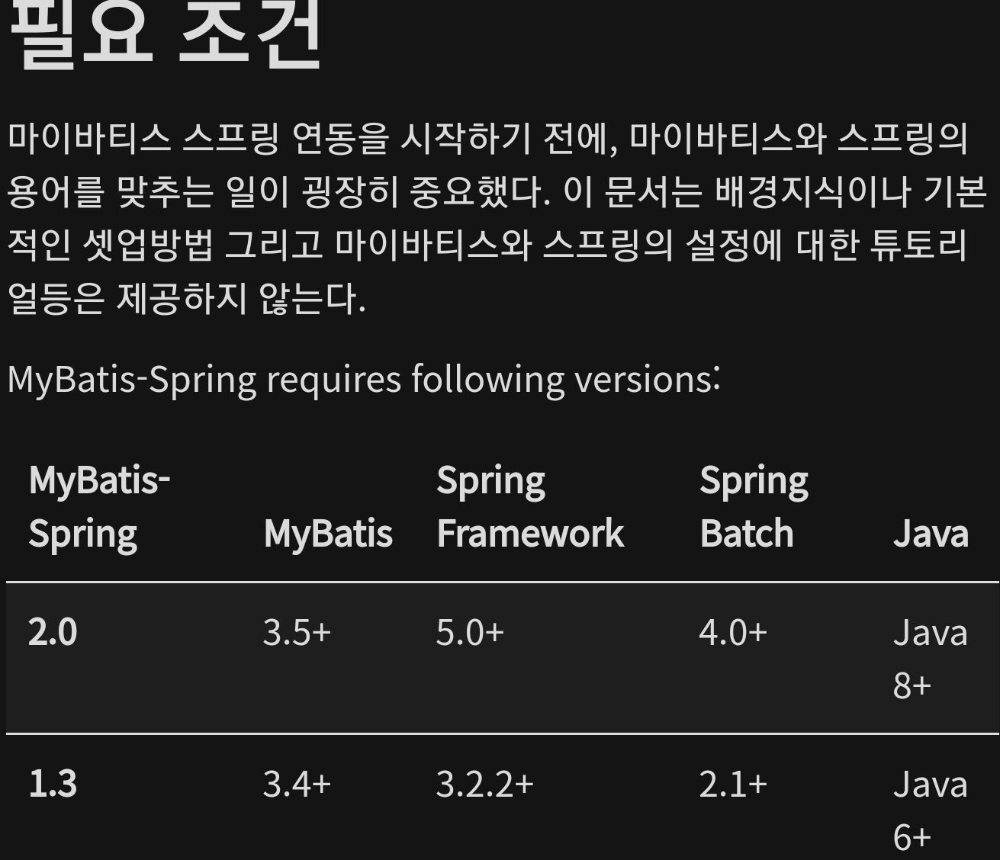 필요 조건
마이바티스 스프링 연동을 시작하기 전에, 마이바티스와 스프링의
용어를 맞추는 일이 굉장히 중요했다. 이 문서는 배경지식이나 기본
적인 셋업방법 그리고 마이바티스와 스프링의 설정에 대한 튜토리
얼등은 제공하지 않는다.
MyBatis-Spring requires following versions:
MyBatis- Spring Spring
Spring MyBatis Framework Batch Java
2.0 3.5+ 5.0+ 4.0+ Java
8+
1.3 3.4+ 3.2.2+ 2.1+ Java
6+